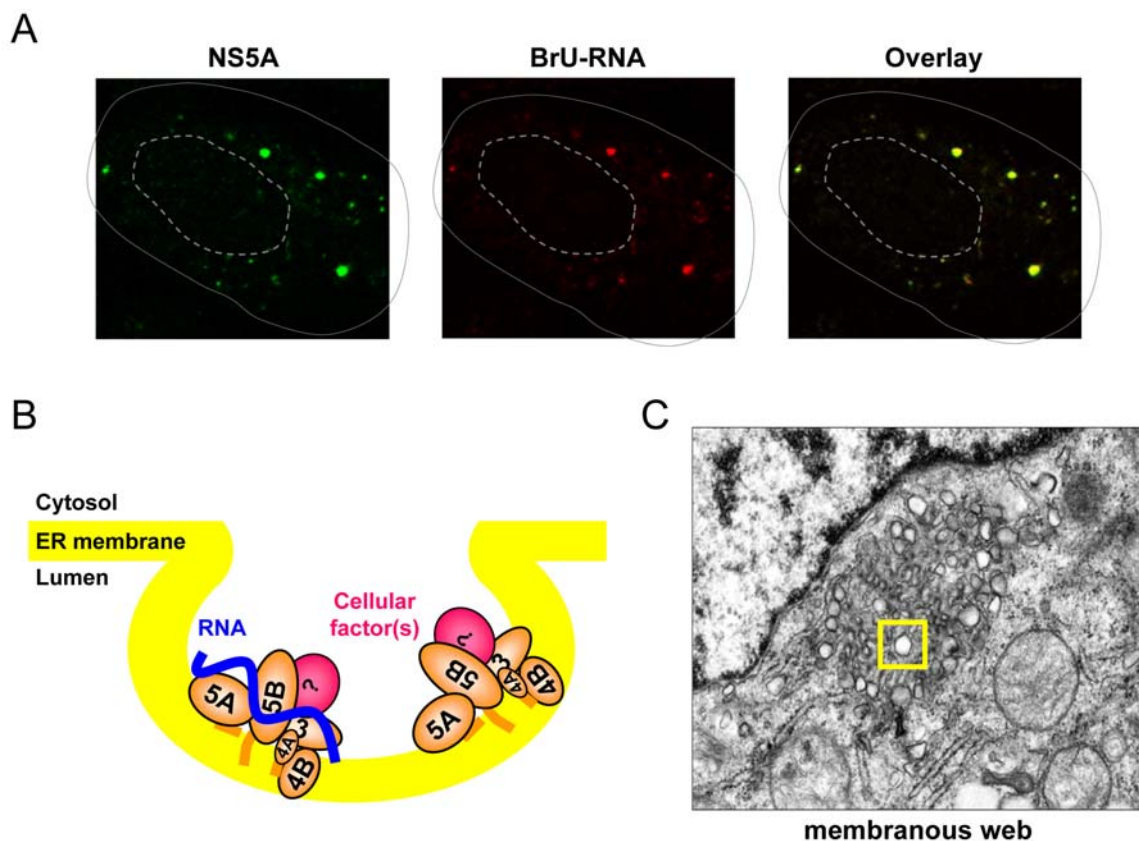 A
NS5A
BrU-RNA
Overlay
B
Cytosol
ER membrane
Lumen
RNA
Cellular
factor(s)
?
5A
5B
3
4A
4B
?
5B
3
4A
4B
5A
C
membranous web